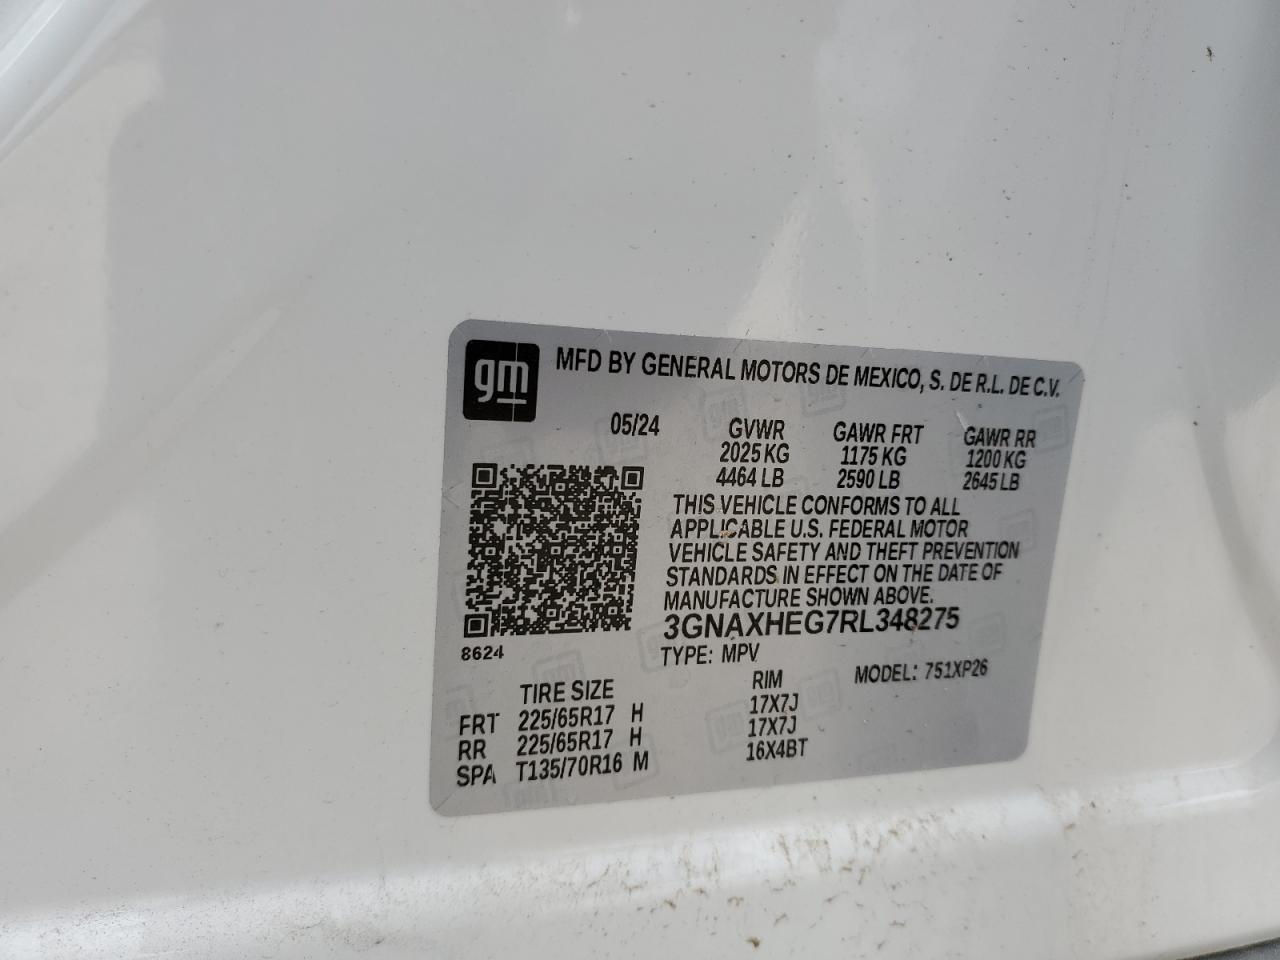 gm
MFD BY GENERAL MOTORS DE MEXICO, S. DE R.L. DE C.V.
05/24 GVWR GAWR FRT GAWR RR
2025 KG 1175 KG 1200 KG
4464 LB 2590 LB 2645 LB
THIS VEHICLE CONFORMS TO ALL
APPLICABLE U.S. FEDERAL MOTOR
VEHICLE SAFETY AND THEFT PREVENTION
STANDARDS IN EFFECT ON THE DATE OF
MANUFACTURE SHOWN ABOVE.
3GNAXHEG7RL348275
8624
TYPE: MPV MODEL: 751XP26
TIRE SIZE RIM
FRT 225/65R17 H 17X7J
RR 225/65R17 H 17X7J
SPA T135/70R16 M 16X4BT